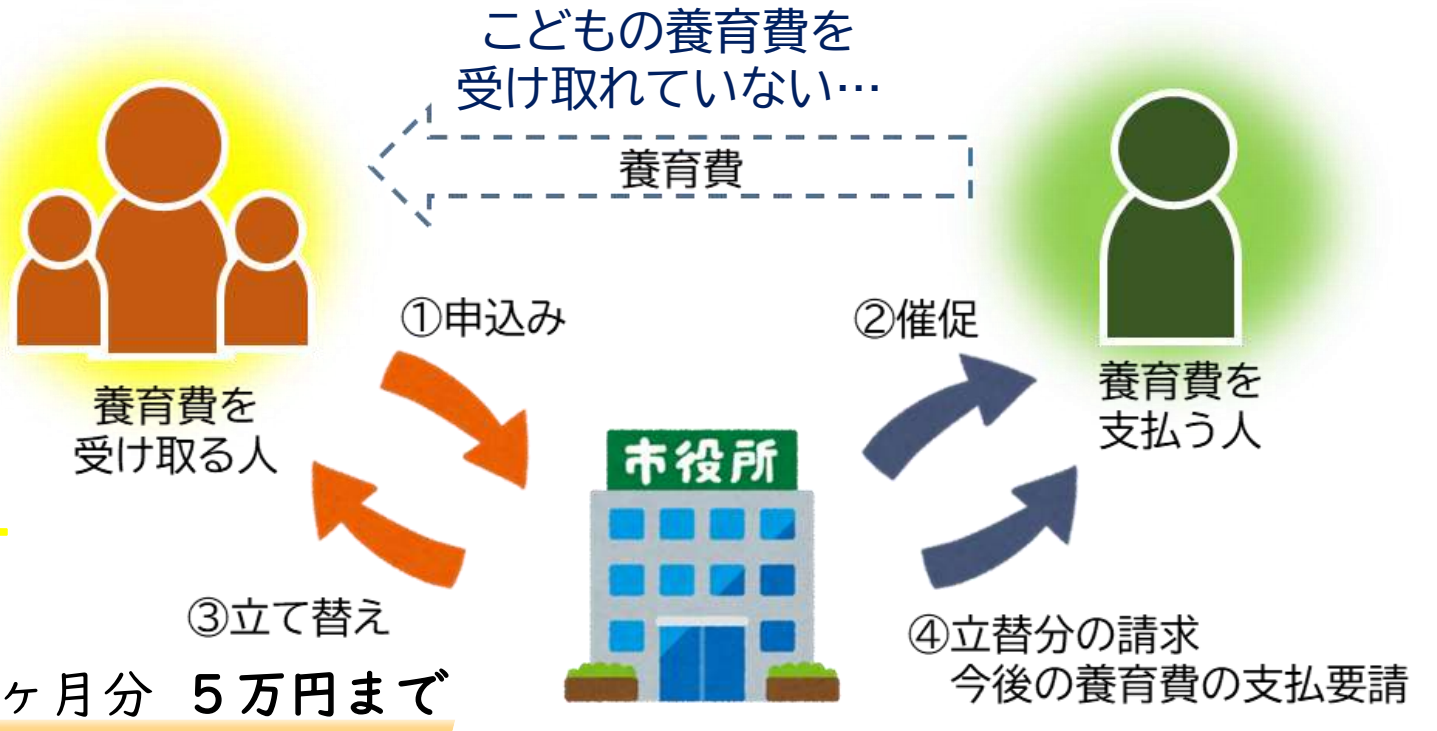 こどもの養育費を
受け取れていない…
養育費
①申込み
②催促
養育費を
受け取る人
養育費を
支払う人
市役所
③立て替え
ヶ月分 5万円まで
④立替分の請求
今後の養育費の支払要請